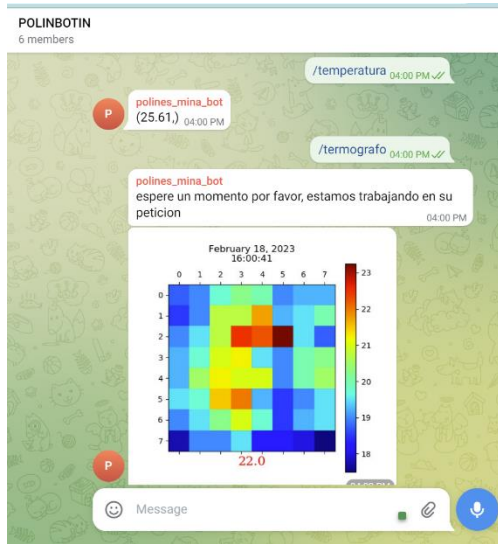 POLINBOTIN
6 members
/temperatura 04:00 PM
polines_mina_bot
P
(25.61,) 04:00 PM
/termografo 04:00 PM
polines_mina_bot
espere un momento por favor, estamos trabajando en su
peticion
04:00 PM
February 18, 2023
16:00:41
0 1 2 3 4 5 6 7
0
1
2
3
4
5
6
7
23
22
21
20
19
18
22.0
P
Message